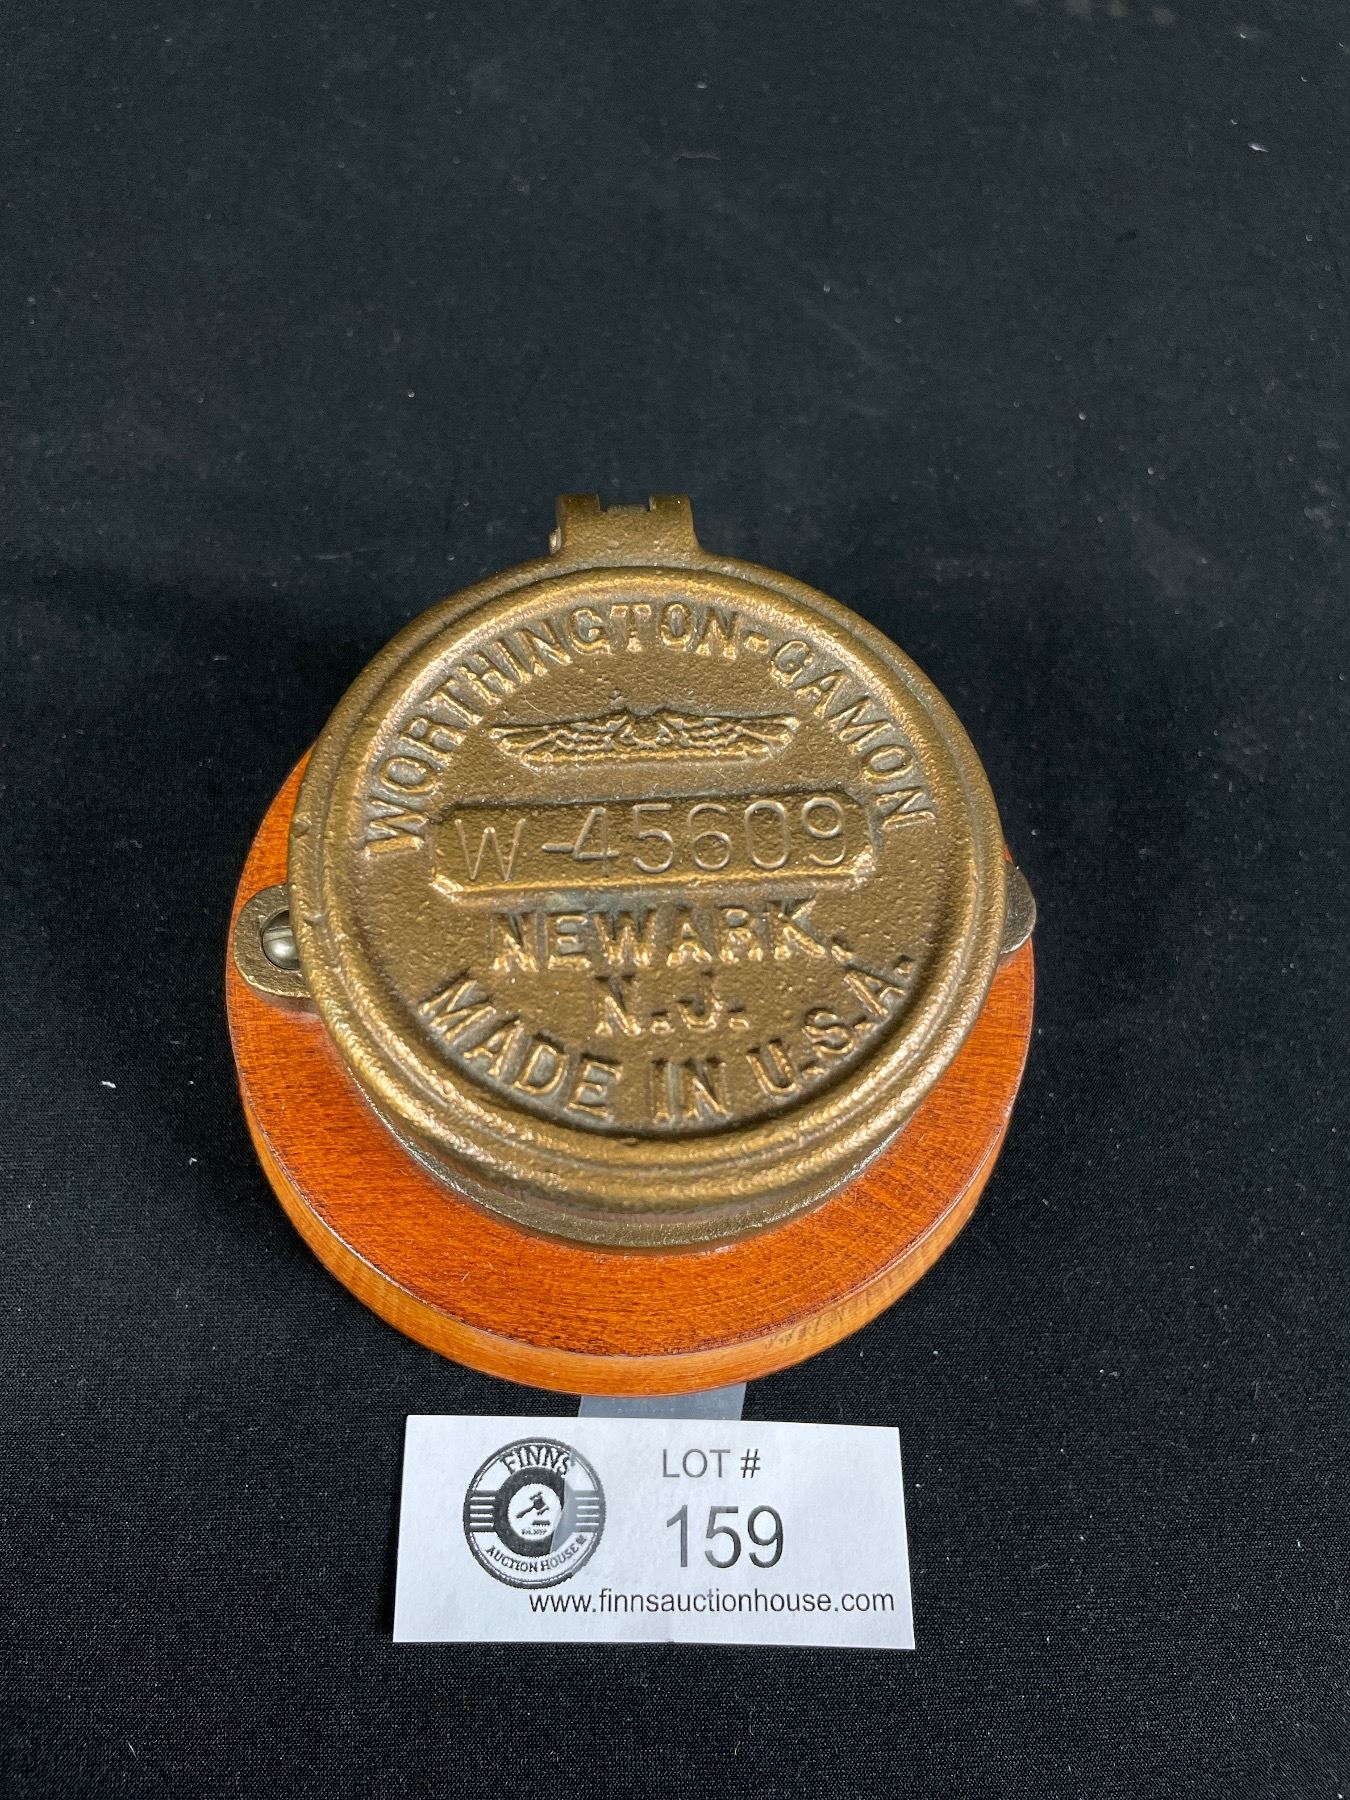 WORTHINGTON-GAMON
W-45609
NEWARK,
N.J.
MADE IN U.S.A.
FINNS
AUCTION HOUSE
LOT #
159
www.finnsauctionhouse.com